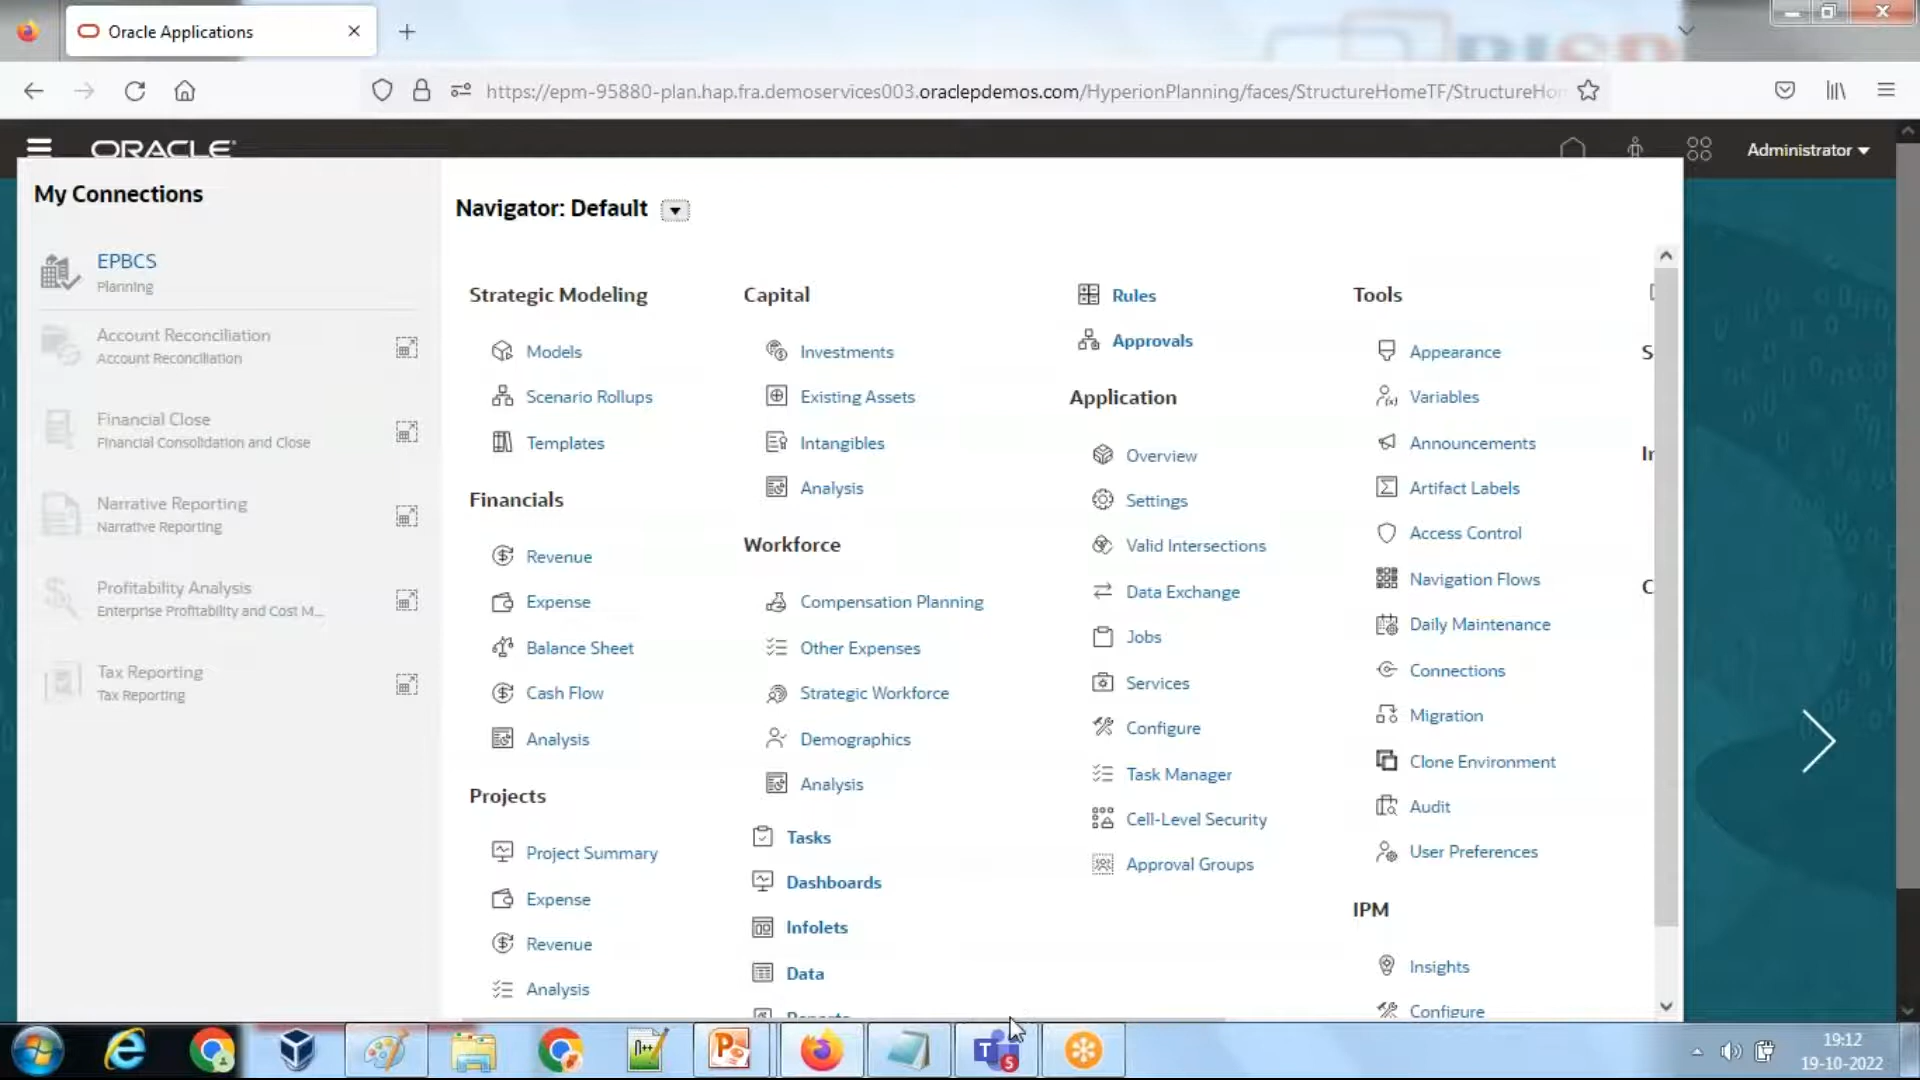 Oracle Applications
https://epm-95880-plan.hap.fra.demoservices003.oraclepdemos.com/HyperionPlanning/faces/StructureHomeTF/StructureHom
ORACLE
Administrator
My Connections
EPBCS
Planning
Account Reconciliation
Account Reconciliation
Financial Close
Financial Consolidation and Close
Narrative Reporting
Narrative Reporting
Profitability Analysis
Enterprise Profitability and Cost M...
Tax Reporting
Tax Reporting
Navigator: Default
Strategic Modeling
Models
Scenario Rollups
Templates
Financials
Revenue
Expense
Balance Sheet
Cash Flow
Analysis
Projects
Project Summary
Expense
Revenue
Analysis
Capital
Investments
Existing Assets
Intangibles
Analysis
Workforce
Compensation Planning
Other Expenses
Strategic Workforce
Demographics
Analysis
Tasks
Dashboards
Infolets
Data
Reports
Rules
Approvals
Application
Overview
Settings
Valid Intersections
Data Exchange
Jobs
Services
Configure
Task Manager
Cell-Level Security
Approval Groups
Tools
Appearance
Variables
Announcements
Artifact Labels
Access Control
Navigation Flows
Daily Maintenance
Connections
Migration
Clone Environment
Audit
User Preferences
IPM
Insights
Configure
19:12
19-10-2022